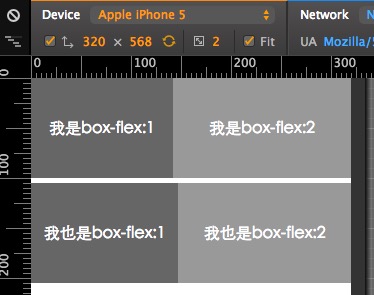 Device Apple iPhone 5 Network N
320 × 568 2 Fit UA Mozilla/5
0 100 200 300
0
我是box-flex:1 我是box-flex:2
100
我也是box-flex:1 我也是box-flex:2
200